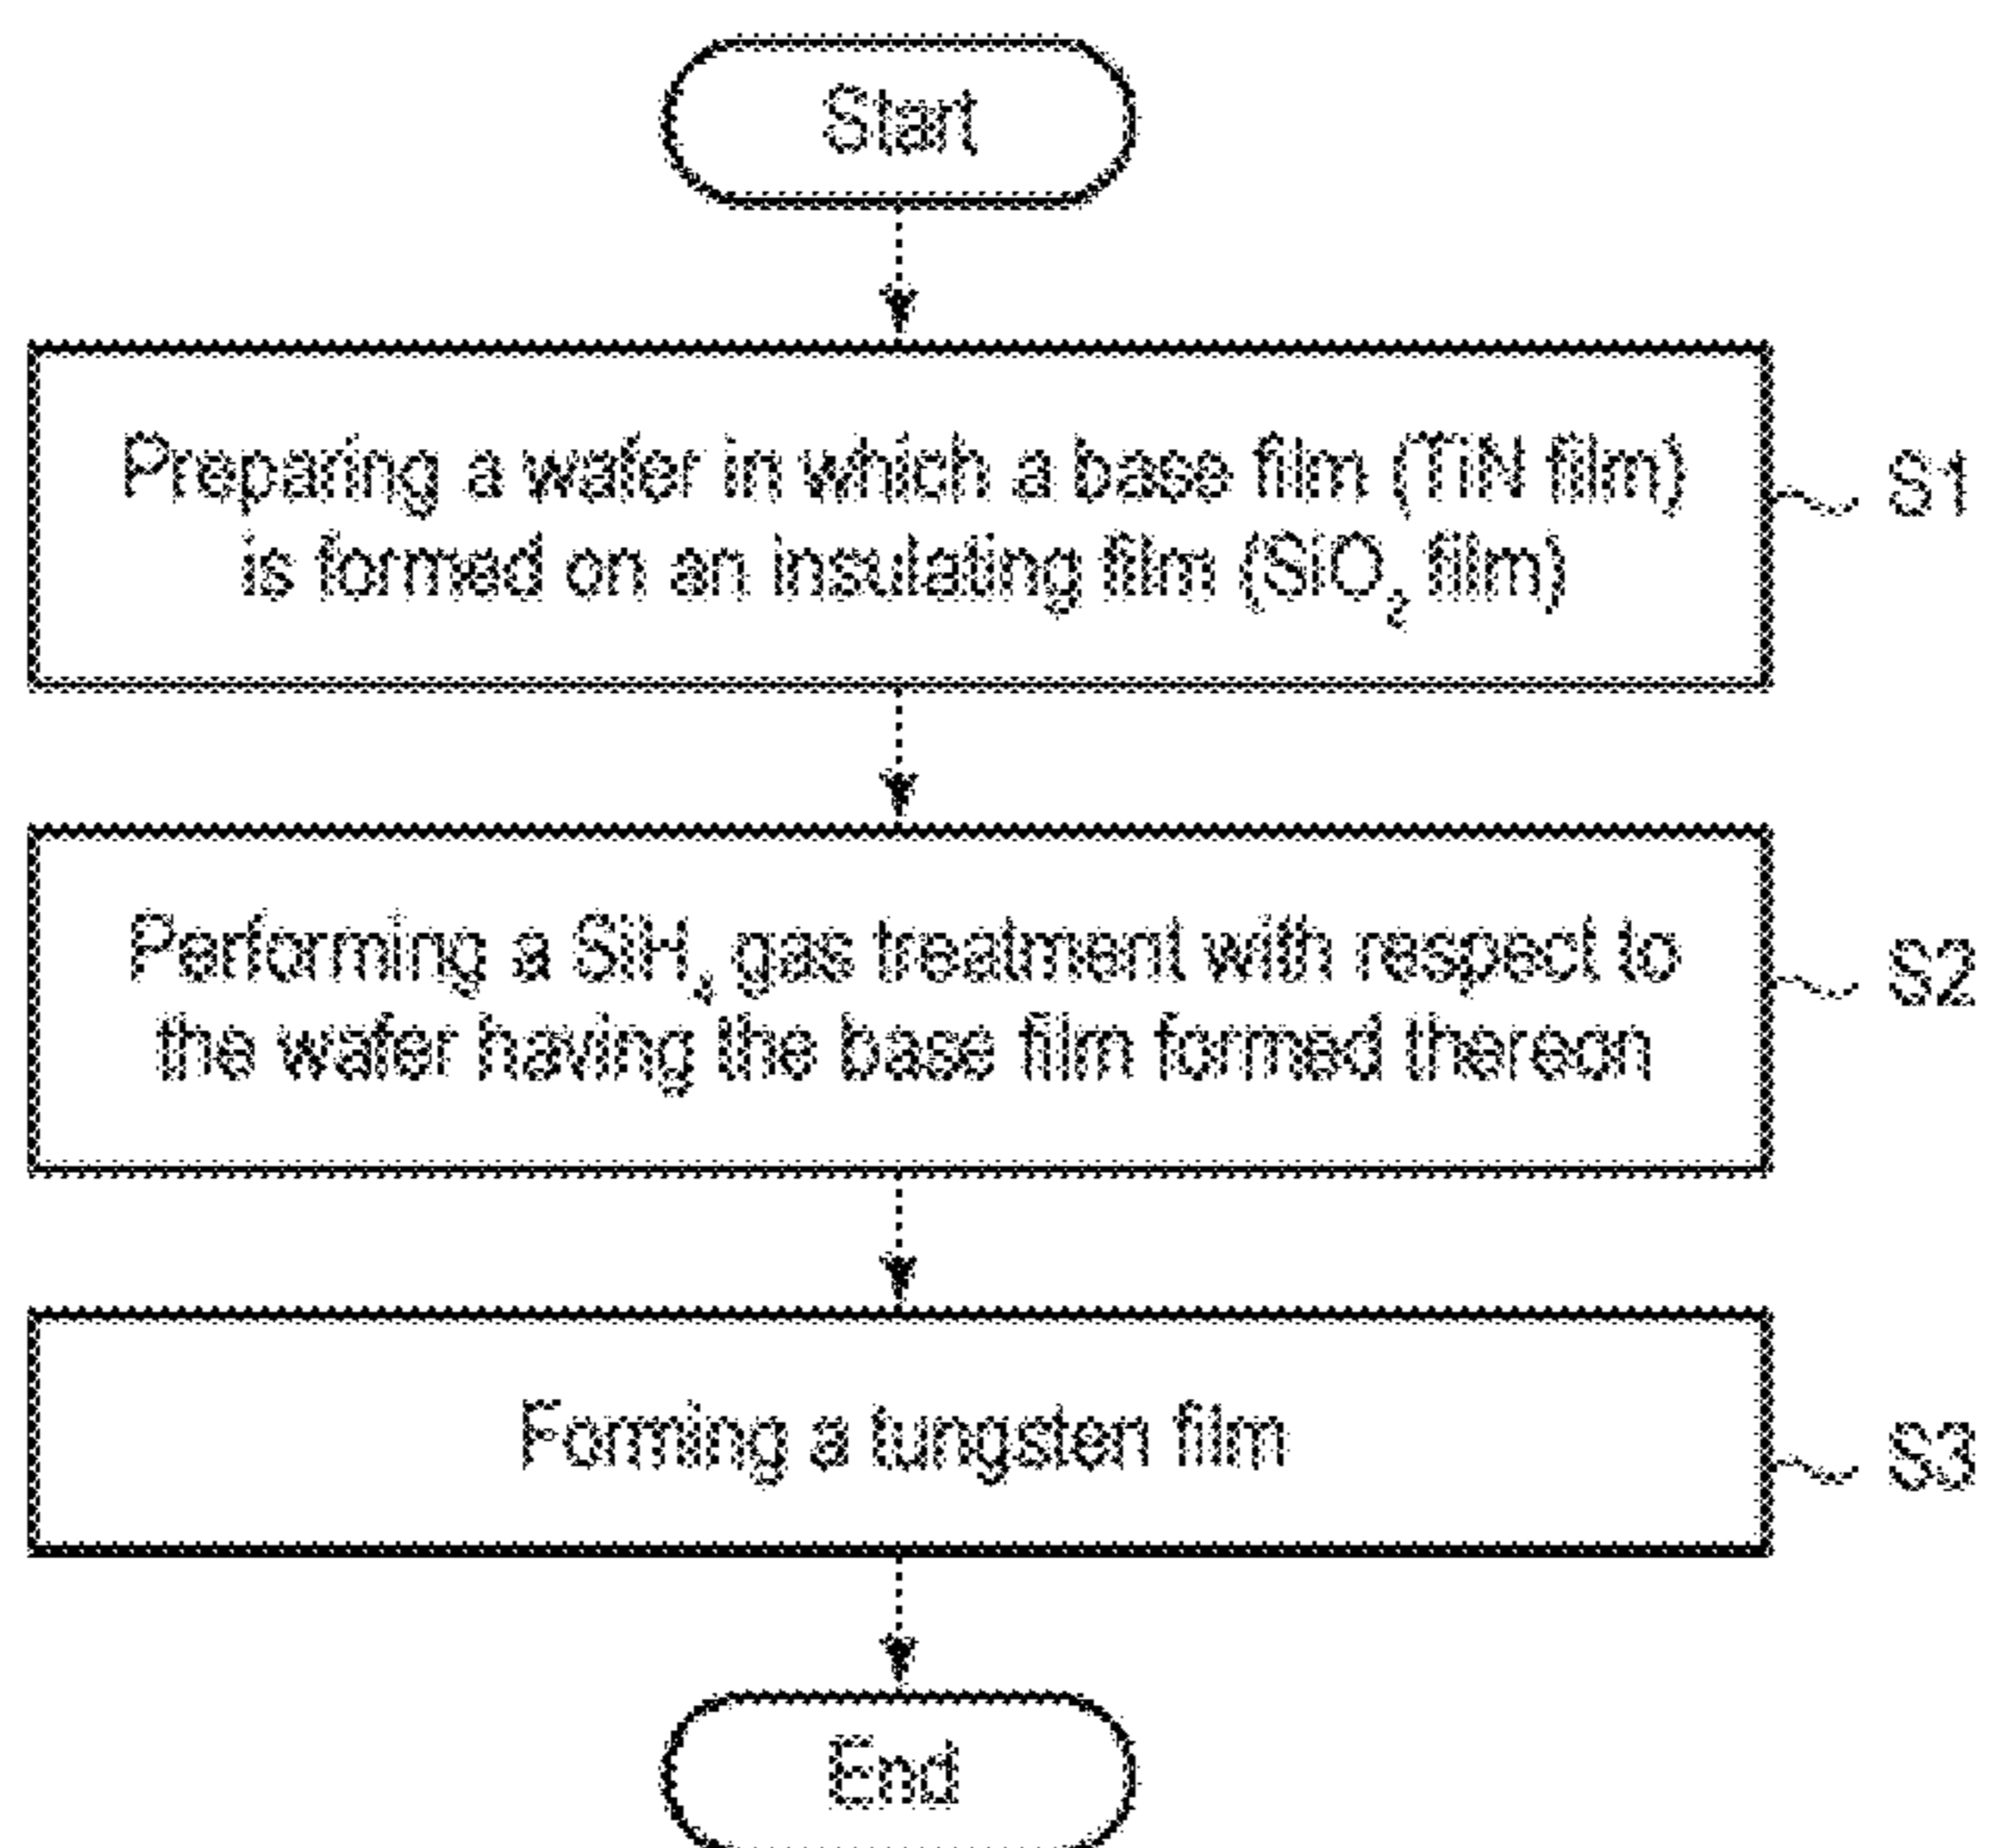 Start
Preparing a wafer in which a base film (TiN film)
is formed on an insulating film (SiO₂ film)
S1
Performing a SiH₄ gas treatment with respect to
the wafer having the base film formed thereon
S2
Forming a tungsten film
S3
End